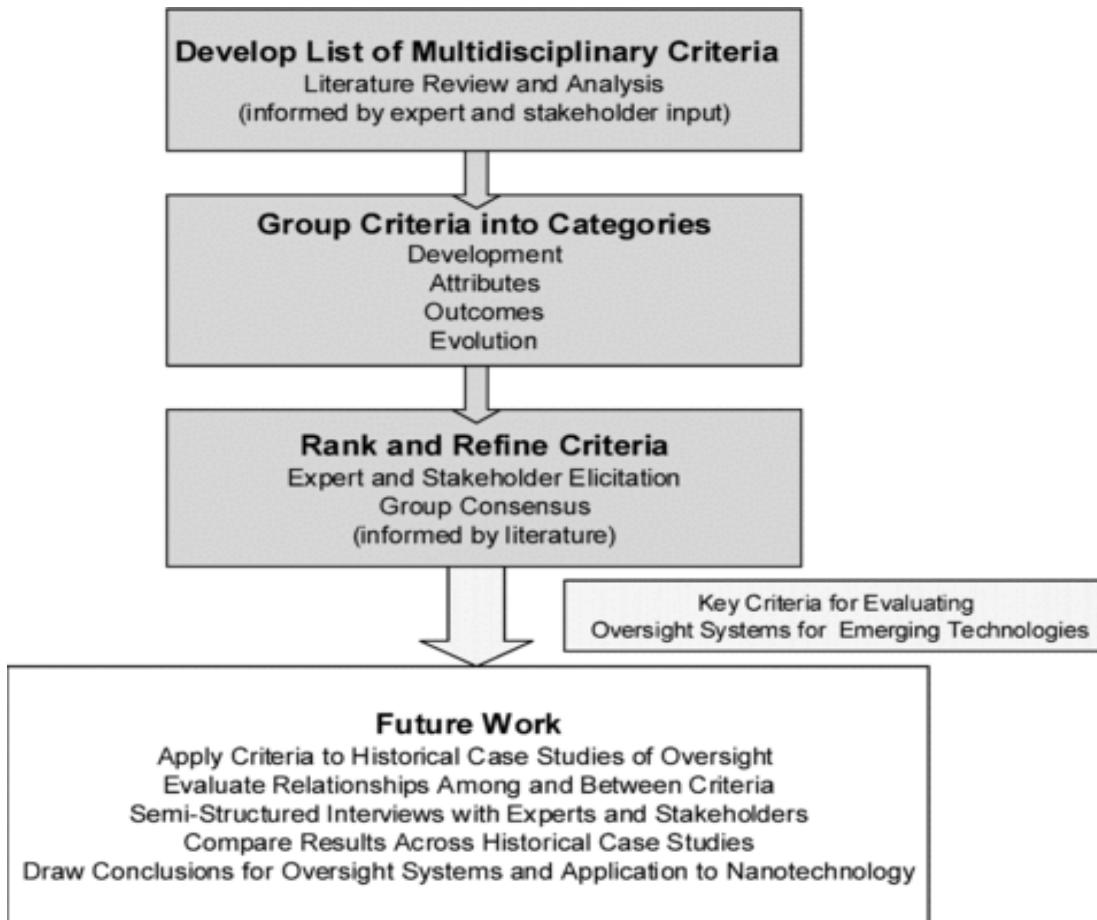 Develop List of Multidisciplinary Criteria
Literature Review and Analysis
(informed by expert and stakeholder input)
Group Criteria into Categories
Development
Attributes
Outcomes
Evolution
Rank and Refine Criteria
Expert and Stakeholder Elicitation
Group Consensus
(informed by literature)
Key Criteria for Evaluating
Oversight Systems for Emerging Technologies
Future Work
Apply Criteria to Historical Case Studies of Oversight
Evaluate Relationships Among and Between Criteria
Semi-Structured Interviews with Experts and Stakeholders
Compare Results Across Historical Case Studies
Draw Conclusions for Oversight Systems and Application to Nanotechnology